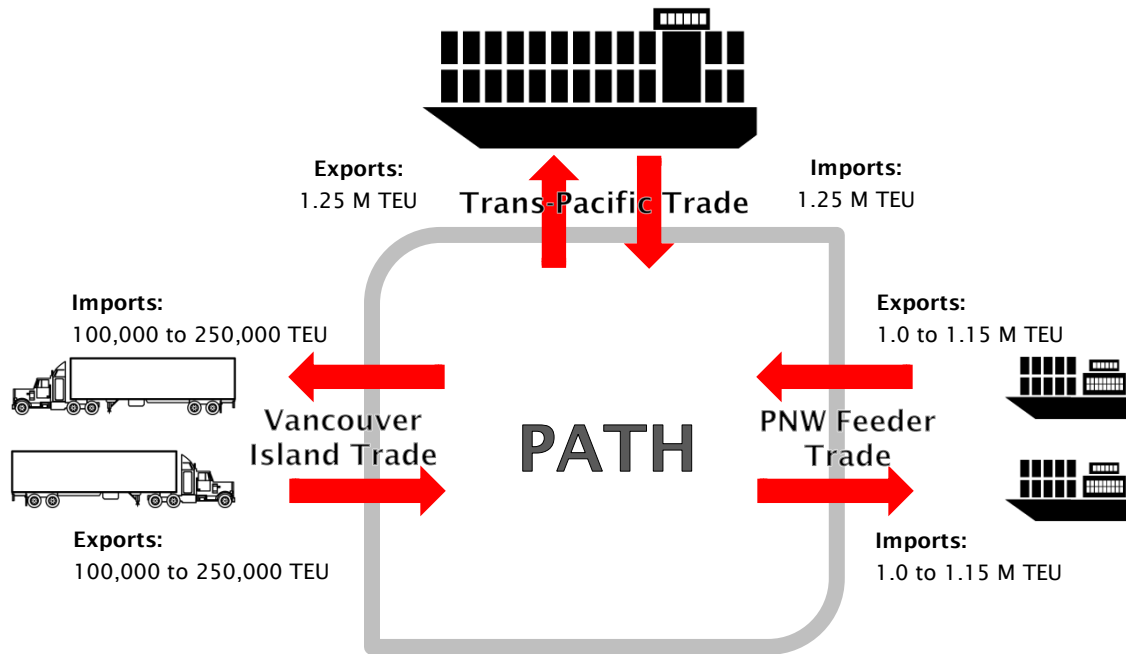 Exports:
1.25 M TEU
Imports:
1.25 M TEU
Trans-Pacific Trade
Imports:
100,000 to 250,000 TEU
Exports:
1.0 to 1.15 M TEU
Vancouver
Island Trade
PATH
PNW Feeder
Trade
Exports:
100,000 to 250,000 TEU
Imports:
1.0 to 1.15 M TEU